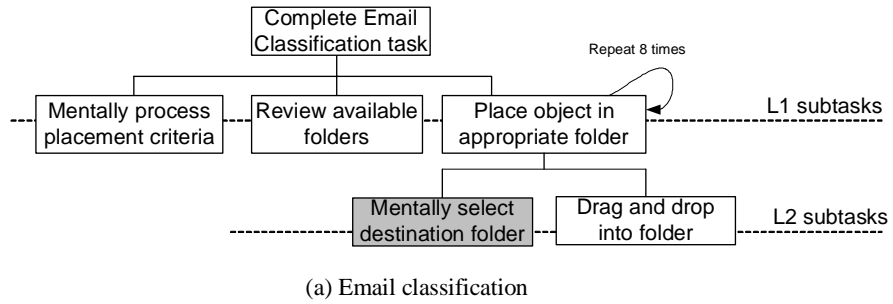 Complete Email
Classification task
Repeat 8 times
Mentally process
placement criteria
Review available
folders
Place object in
appropriate folder
L1 subtasks
Mentally select
destination folder
Drag and drop
into folder
L2 subtasks
(a) Email classification